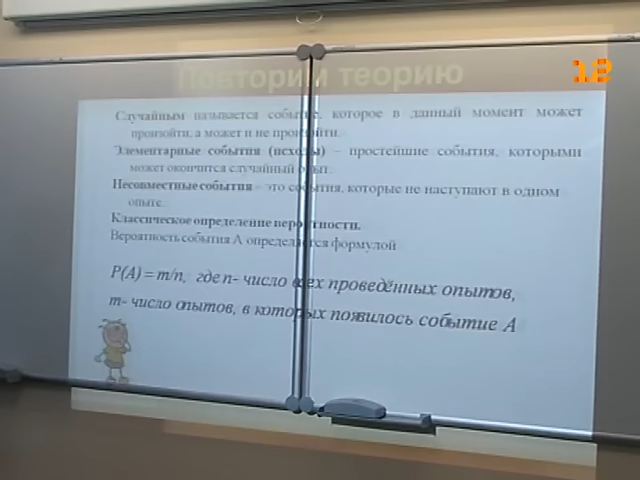 Повторим теорию
12
Случайным называется событие, которое в данный момент может
произойти, а может и не произойти.
Элементарные события (исходы) – простейшие события, которыми
может окончится случайный опыт.
Несовместные события – это события, которые не наступают в одном
опыте.
Классическое определение вероятности.
Вероятность события А определяется формулой
P(A) = m/n, где n- число всех проведённых опытов,
m- число опытов, в которых появилось событие А